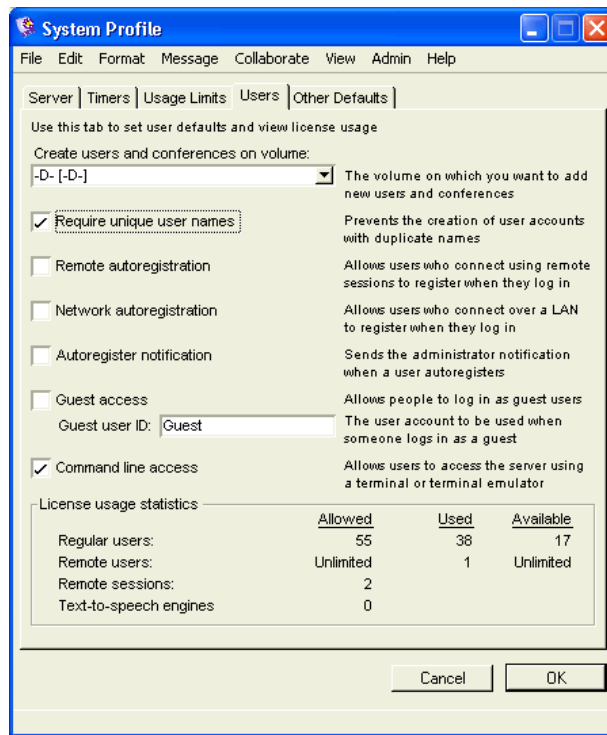 System Profile
File Edit Format Message Collaborate View Admin Help
Server Timers Usage Limits Users Other Defaults
Use this tab to set user defaults and view license usage
Create users and conferences on volume:
-D- [-D-]
The volume on which you want to add
new users and conferences
Require unique user names
Prevents the creation of user accounts
with duplicate names
Remote autoregistration
Allows users who connect using remote
sessions to register when they log in
Network autoregistration
Allows users who connect over a LAN
to register when they log in
Autoregister notification
Sends the administrator notification
when a user autoregisters
Guest access
Allows people to log in as guest users
Guest user ID: Guest
The user account to be used when
someone logs in as a guest
Command line access
Allows users to access the server using
a terminal or terminal emulator
License usage statistics
Allowed Used Available
Regular users: 55 38 17
Remote users: Unlimited 1 Unlimited
Remote sessions: 2
Text-to-speech engines 0
Cancel OK